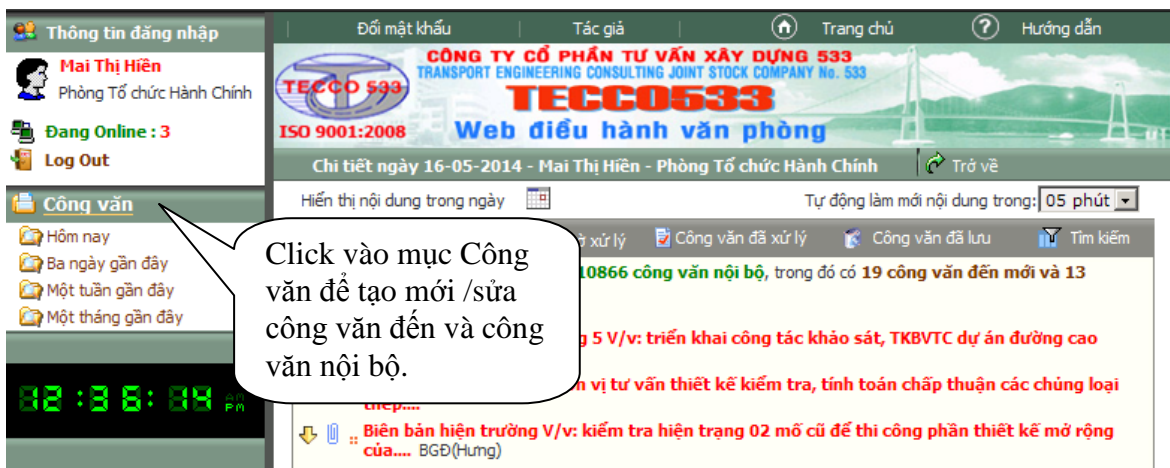 Thông tin đăng nhập
Mai Thị Hiền
Phòng Tổ chức Hành Chính
Đang Online : 3
Log Out
Công văn
Hôm nay
Ba ngày gần đây
Một tuần gần đây
Một tháng gần đây
12:36:14 AM PM
Đổi mật khẩu | Tác giả | Trang chủ ? Hướng dẫn
CÔNG TY CỔ PHẦN TƯ VẤN XÂY DỰNG 533
TRANSPORT ENGINEERING CONSULTING JOINT STOCK COMPANY No. 533
TECCO 533
TECCO533
ISO 9001:2008
Web điều hành văn phòng
Chi tiết ngày 16-05-2014 - Mai Thị Hiền - Phòng Tổ chức Hành Chính
Trở về
Hiển thị nội dung trong ngày
Tự động làm mới nội dung trong: 05 phút
xử lý Công văn đã xử lý Công văn đã lưu Tìm kiếm
Click vào mục Công
văn để tạo mới /sửa
công văn đến và công
văn nội bộ.
10866 công văn nội bộ, trong đó có 19 công văn đến mới và 13
5 V/v: triển khai công tác khảo sát, TKBVTC dự án đường cao
vị tư vấn thiết kế kiểm tra, tính toán chấp thuận các chủng loại
thép....
Biên bản hiện trường V/v: kiểm tra hiện trạng 02 mố cũ để thi công phần thiết kế mở rộng
của.... BGĐ(Hưng)